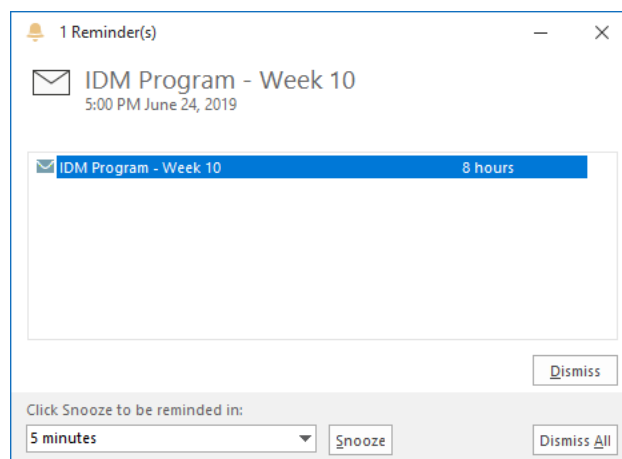 1 Reminder(s)
IDM Program - Week 10
5:00 PM June 24, 2019
IDM Program - Week 10 8 hours
Dismiss
Click Snooze to be reminded in:
5 minutes Snooze Dismiss All